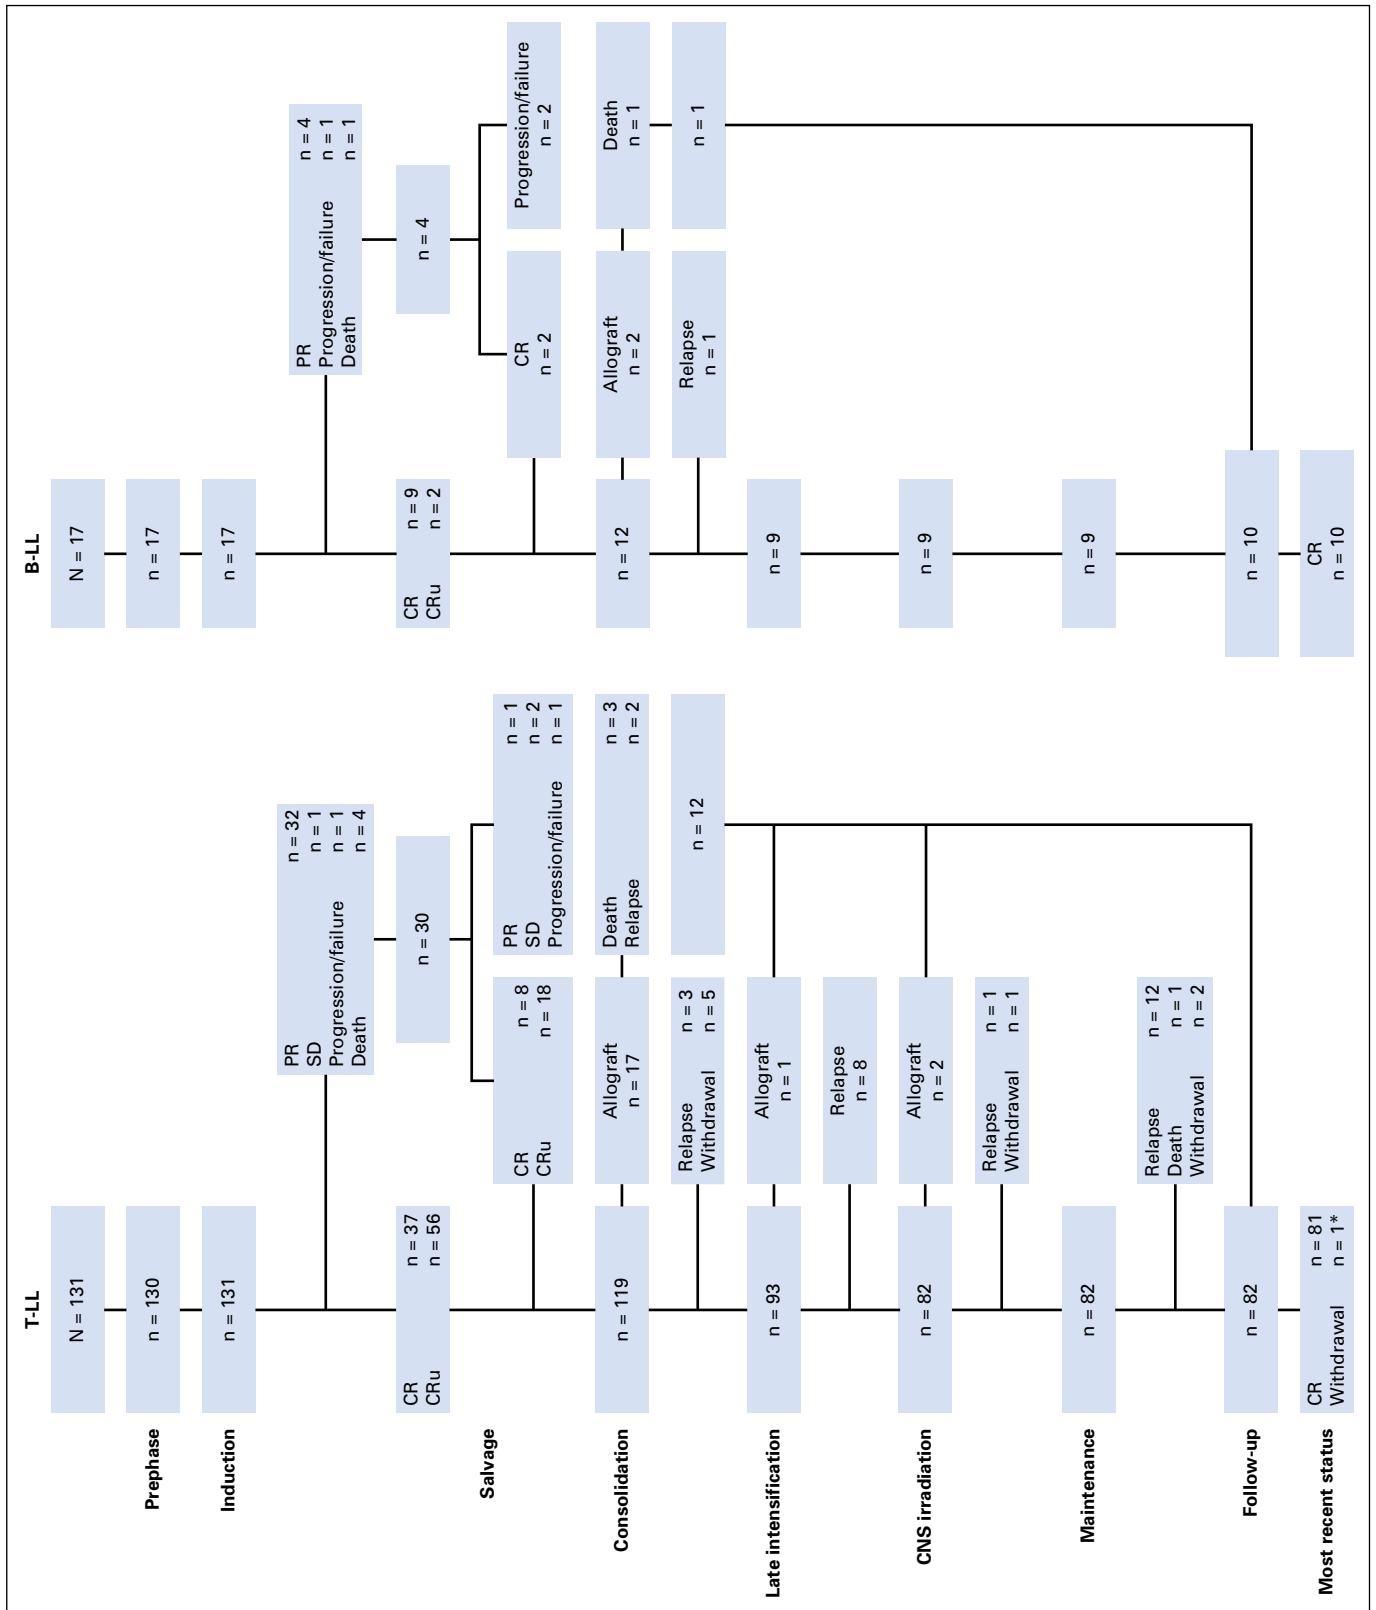 T-LL
B-LL
N = 131
N = 17
Prephase
n = 130
n = 17
Induction
n = 131
n = 17
PR n = 32
SD n = 1
Progression/failure n = 1
Death n = 4
PR n = 4
Progression/failure n = 1
Death n = 1
CR n = 37
CRu n = 56
n = 30
CR n = 9
CRu n = 2
n = 4
Salvage
CR n = 8
CRu n = 18
PR n = 1
SD n = 2
Progression/failure n = 1
CR
n = 2
Progression/failure
n = 2
Consolidation
n = 119
Allograft
n = 17
Death n = 3
Relapse n = 2
n = 12
Allograft
n = 2
Death
n = 1
Relapse n = 3
Withdrawal n = 5
n = 12
Relapse
n = 1
n = 1
Late intensification
n = 93
Allograft
n = 1
n = 9
Relapse
n = 8
CNS irradiation
n = 82
Allograft
n = 2
n = 9
Relapse n = 1
Withdrawal n = 1
Maintenance
n = 82
n = 9
Relapse n = 12
Death n = 1
Withdrawal n = 2
Follow-up
n = 82
n = 10
Most recent status
CR n = 81
Withdrawal n = 1*
CR
n = 10